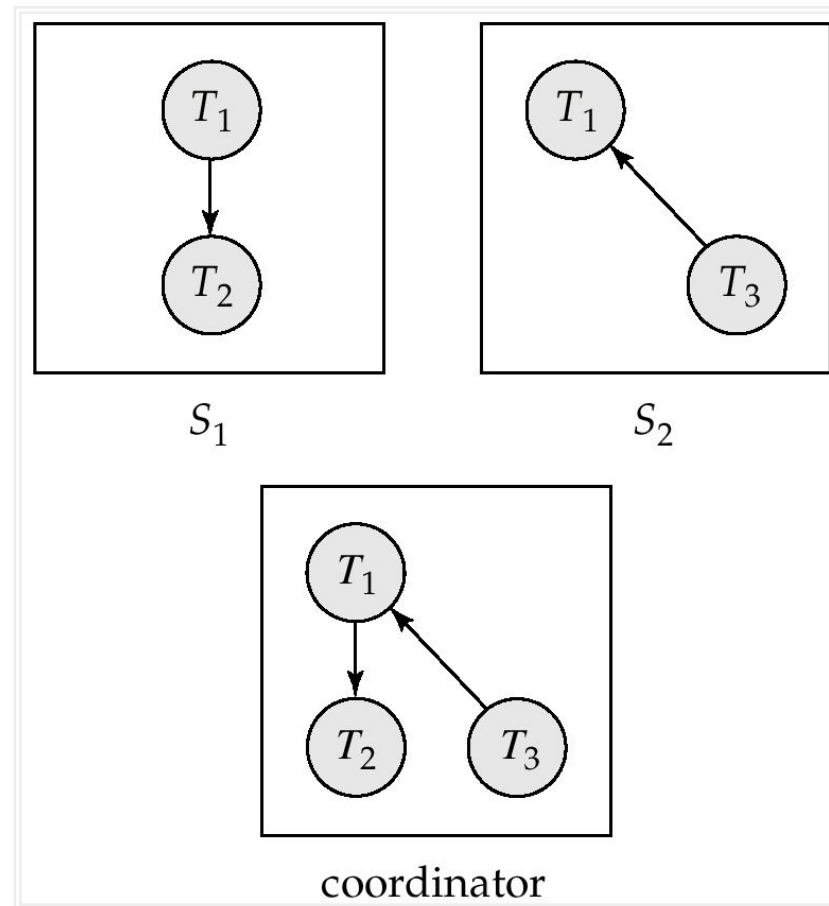 T₁
T₂
S₁
T₁
T₃
S₂
T₁
T₂ T₃
coordinator